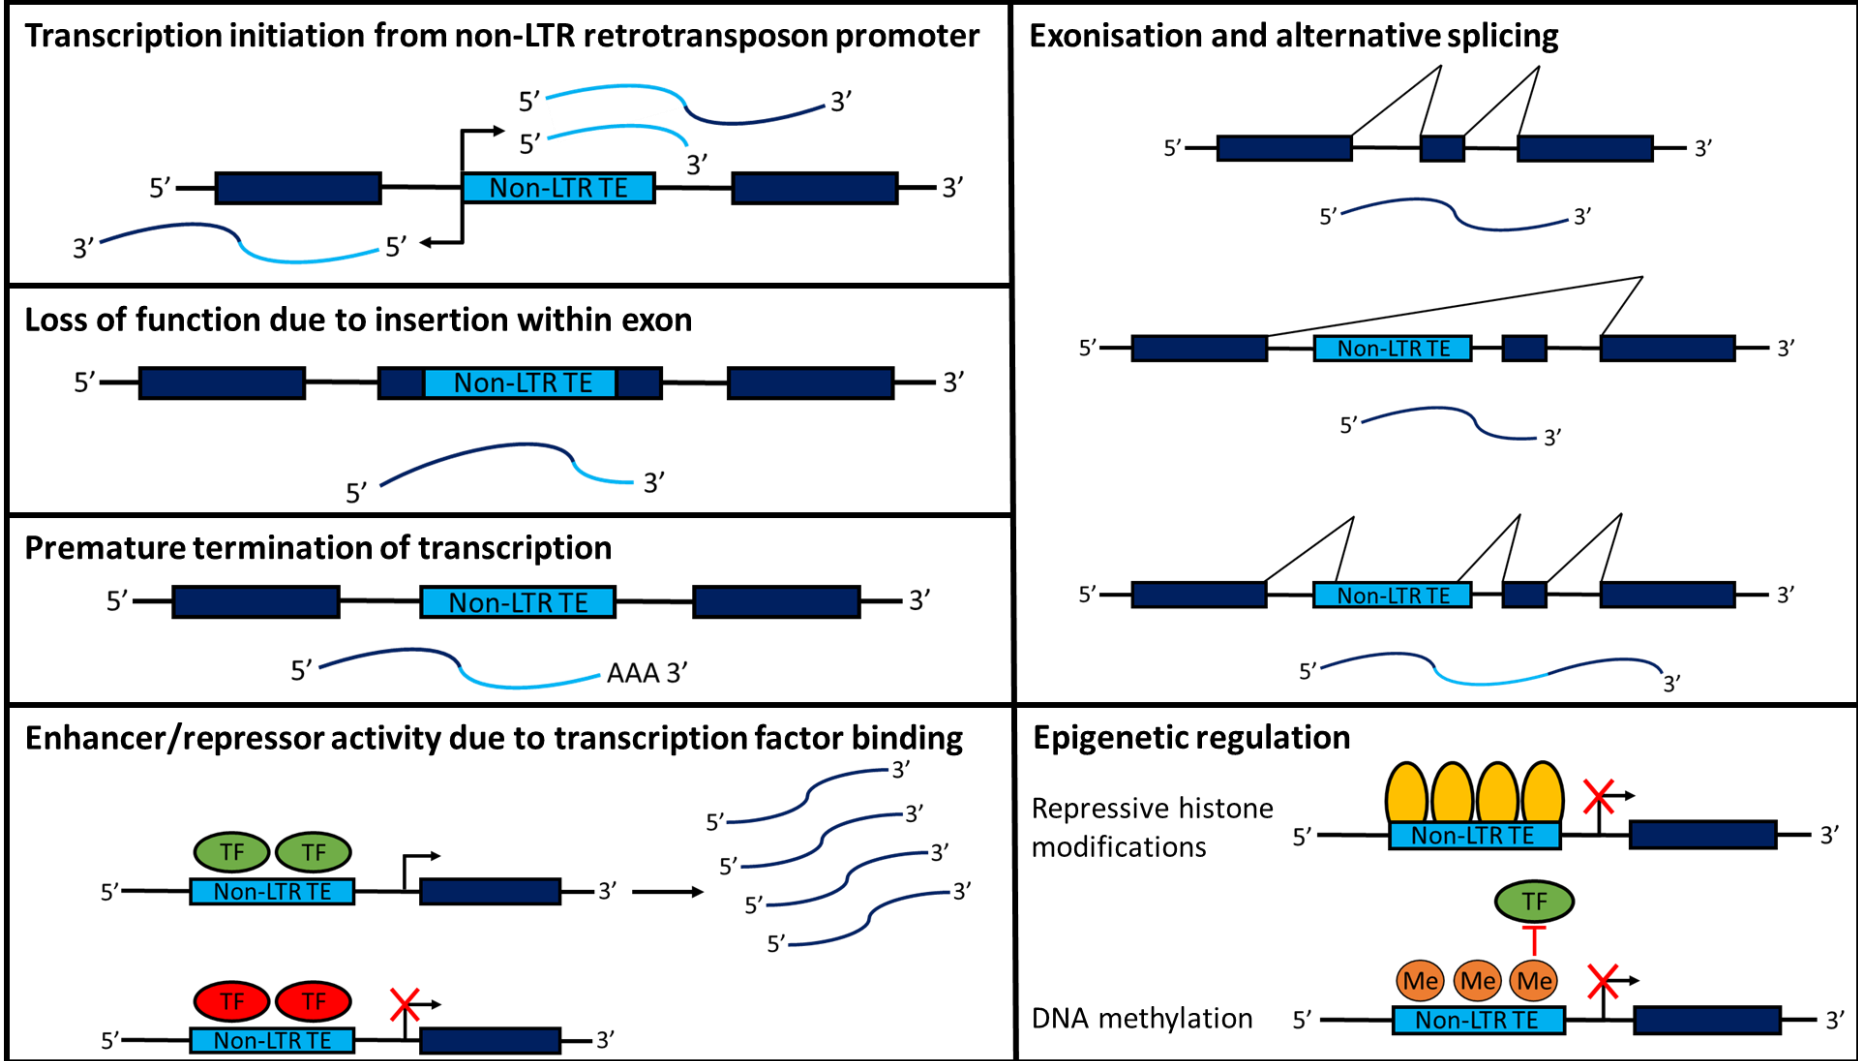 Transcription initiation from non-LTR retrotransposon promoter
5’ 3’
5’ 3’
5’ Non-LTR TE 3’
3’ 5’
Loss of function due to insertion within exon
5’ Non-LTR TE 3’
5’ 3’
Premature termination of transcription
5’ Non-LTR TE 3’
5’ AAA 3’
Exonisation and alternative splicing
5’ 3’
5’ 3’
5’ Non-LTR TE 3’
5’ 3’
5’ Non-LTR TE 3’
5’ 3’
Enhancer/repressor activity due to transcription factor binding
TF TF
5’ Non-LTR TE 3’
5’ 3’
5’ 3’
5’ 3’
5’ 3’
TF TF
5’ Non-LTR TE 3’
Epigenetic regulation
Repressive histone
modifications
5’ Non-LTR TE 3’
TF
Me Me Me
DNA methylation
5’ Non-LTR TE 3’